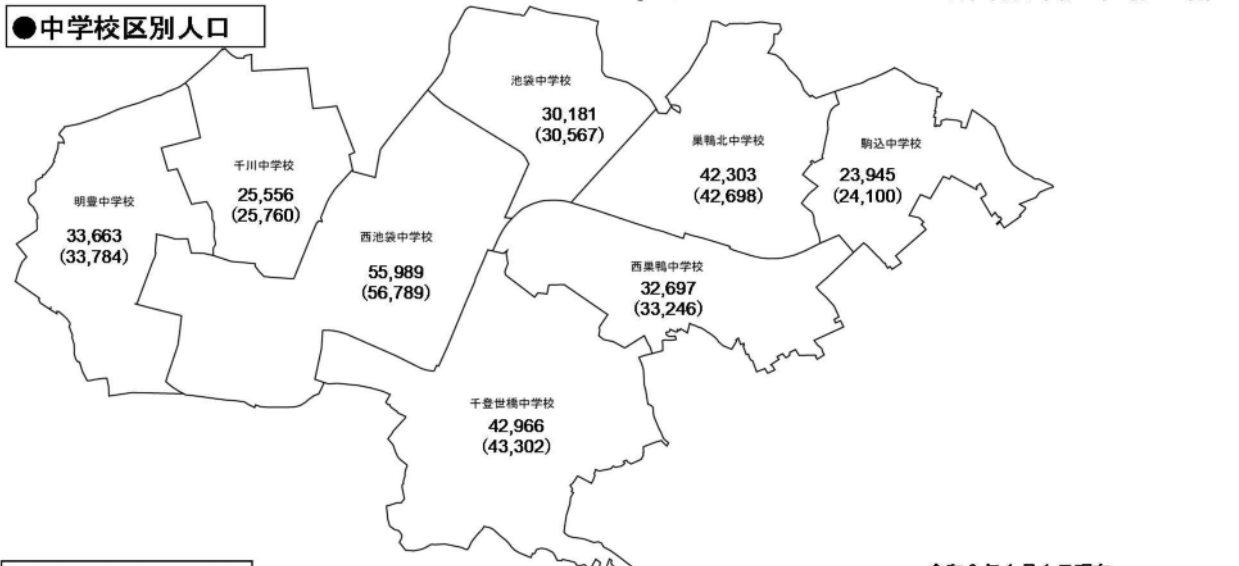 ●中学校区別人口
池袋中学校
30,181
(30,567)
巣鴨北中学校
42,303
(42,698)
駒込中学校
23,945
(24,100)
千川中学校
25,556
(25,760)
明豊中学校
33,663
(33,784)
西池袋中学校
55,989
(56,789)
西巣鴨中学校
32,697
(33,246)
千登世橋中学校
42,966
(43,302)